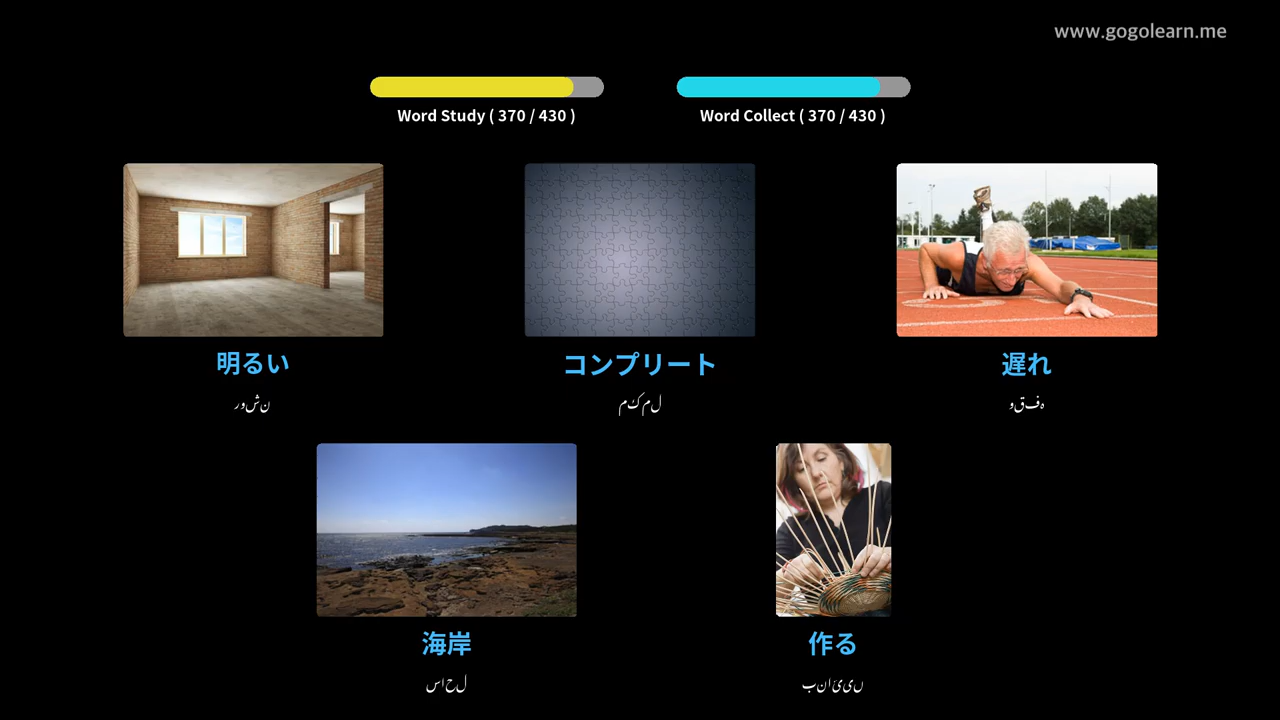 www.gogolearn.me
Word Study ( 370 / 430 )
Word Collect ( 370 / 430 )
明るい
روشن
コンプリート
مکمل
遅れ
وقفہ
海岸
ساحل
作る
بنائیں